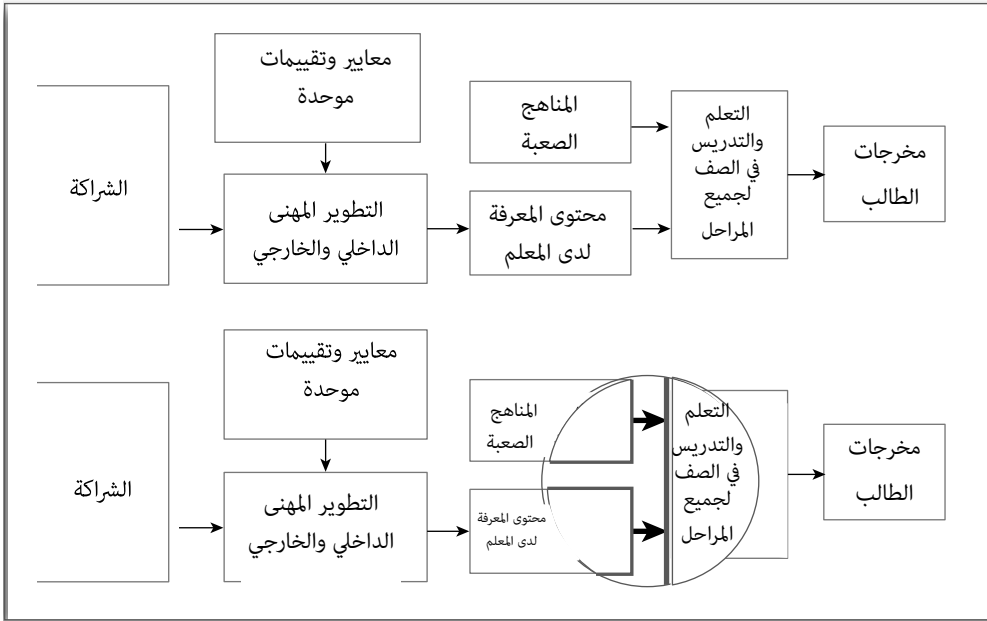 معايير وتقييمات
موحدة
الشراكة
التطوير المهنى
الداخلي والخارجي
المناهج
الصعبة
محتوى المعرفة
لدى المعلم
التعلم
والتدريس
في الصف
لجميع
المراحل
مخرجات
الطالب
معايير وتقييمات
موحدة
الشراكة
التطوير المهنى
الداخلي والخارجي
المناهج
الصعبة
محتوى المعرفة
لدى المعلم
التعلم
والتدريس
في الصف
لجميع
المراحل
مخرجات
الطالب